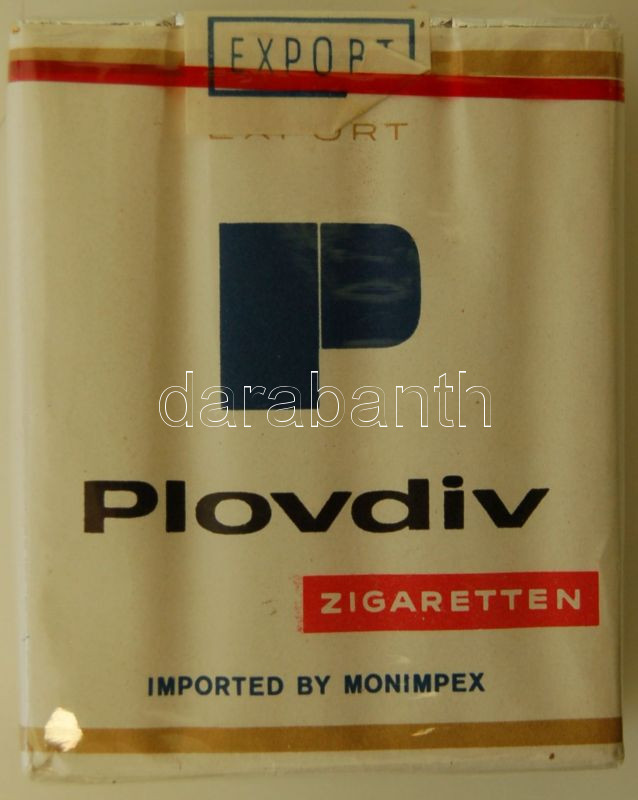 EXPORT
EXPORT
P
darabanth
Plovdiv
ZIGARETTEN
IMPORTED BY MONIMPEX